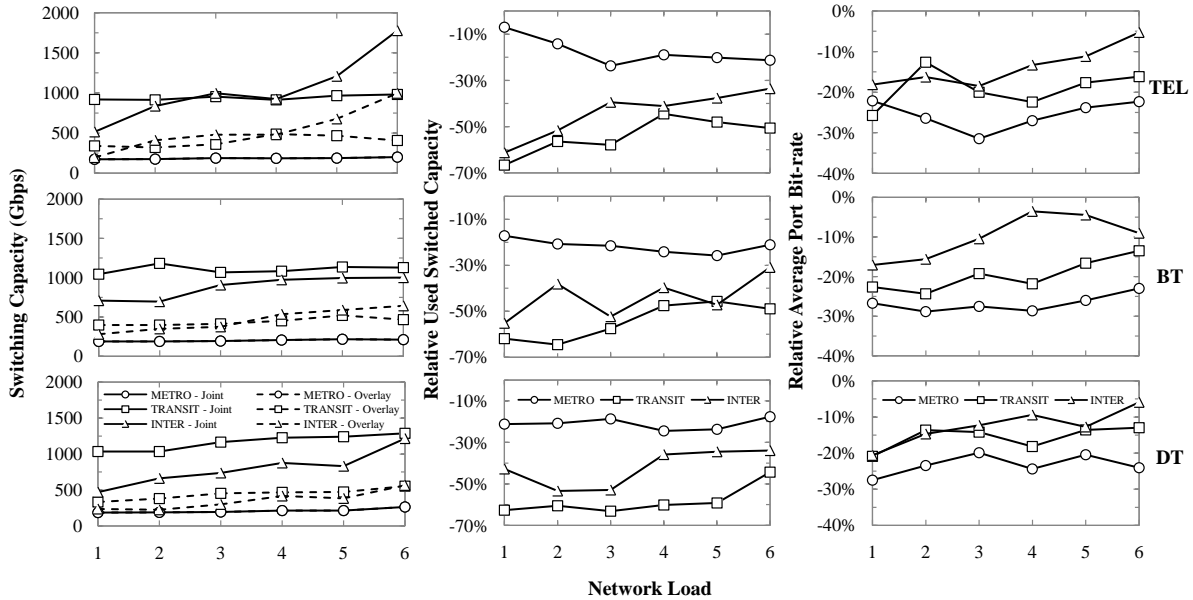 Switching Capacity (Gbps)
2000
1500
1000
500
0
2000
1500
1000
500
0
2000
1500
1000
500
0
METRO - Joint
METRO - Overlay
TRANSIT - Joint
TRANSIT - Overlay
INTER - Joint
INTER - Overlay
1 2 3 4 5 6
Relative Used Switched Capacity
-10%
-30%
-50%
-70%
-10%
-30%
-50%
-70%
-10%
-30%
-50%
-70%
METRO TRANSIT INTER
1 2 3 4 5 6
Network Load
Relative Average Port Bit-rate
0%
-10%
-20%
-30%
-40%
TEL
0%
-10%
-20%
-30%
-40%
BT
0%
-10%
-20%
-30%
-40%
METRO TRANSIT INTER
DT
1 2 3 4 5 6